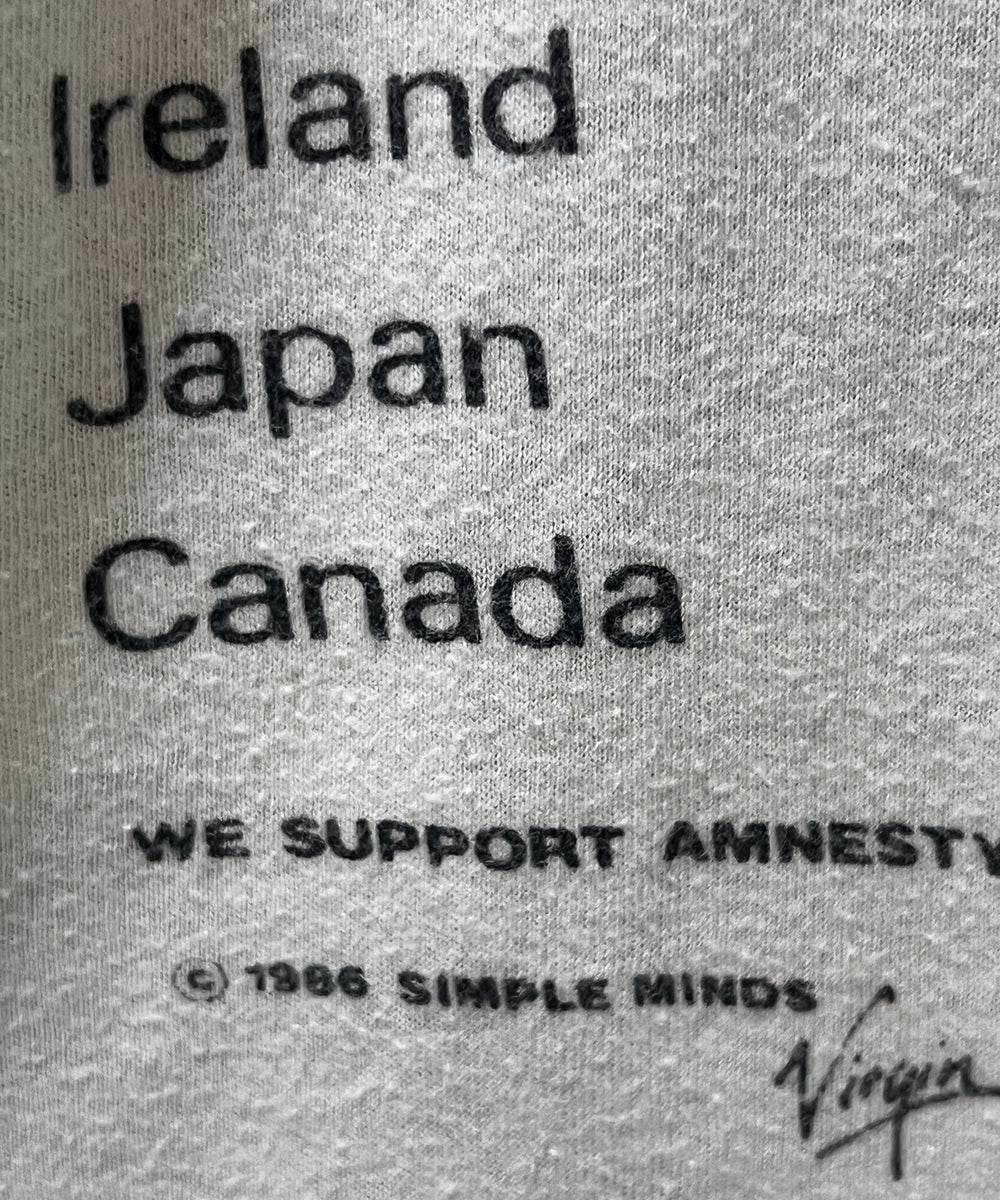 Ireland
Japan
Canada
WE SUPPORT AMNESTY
© 1986 SIMPLE MINDS
Virgin